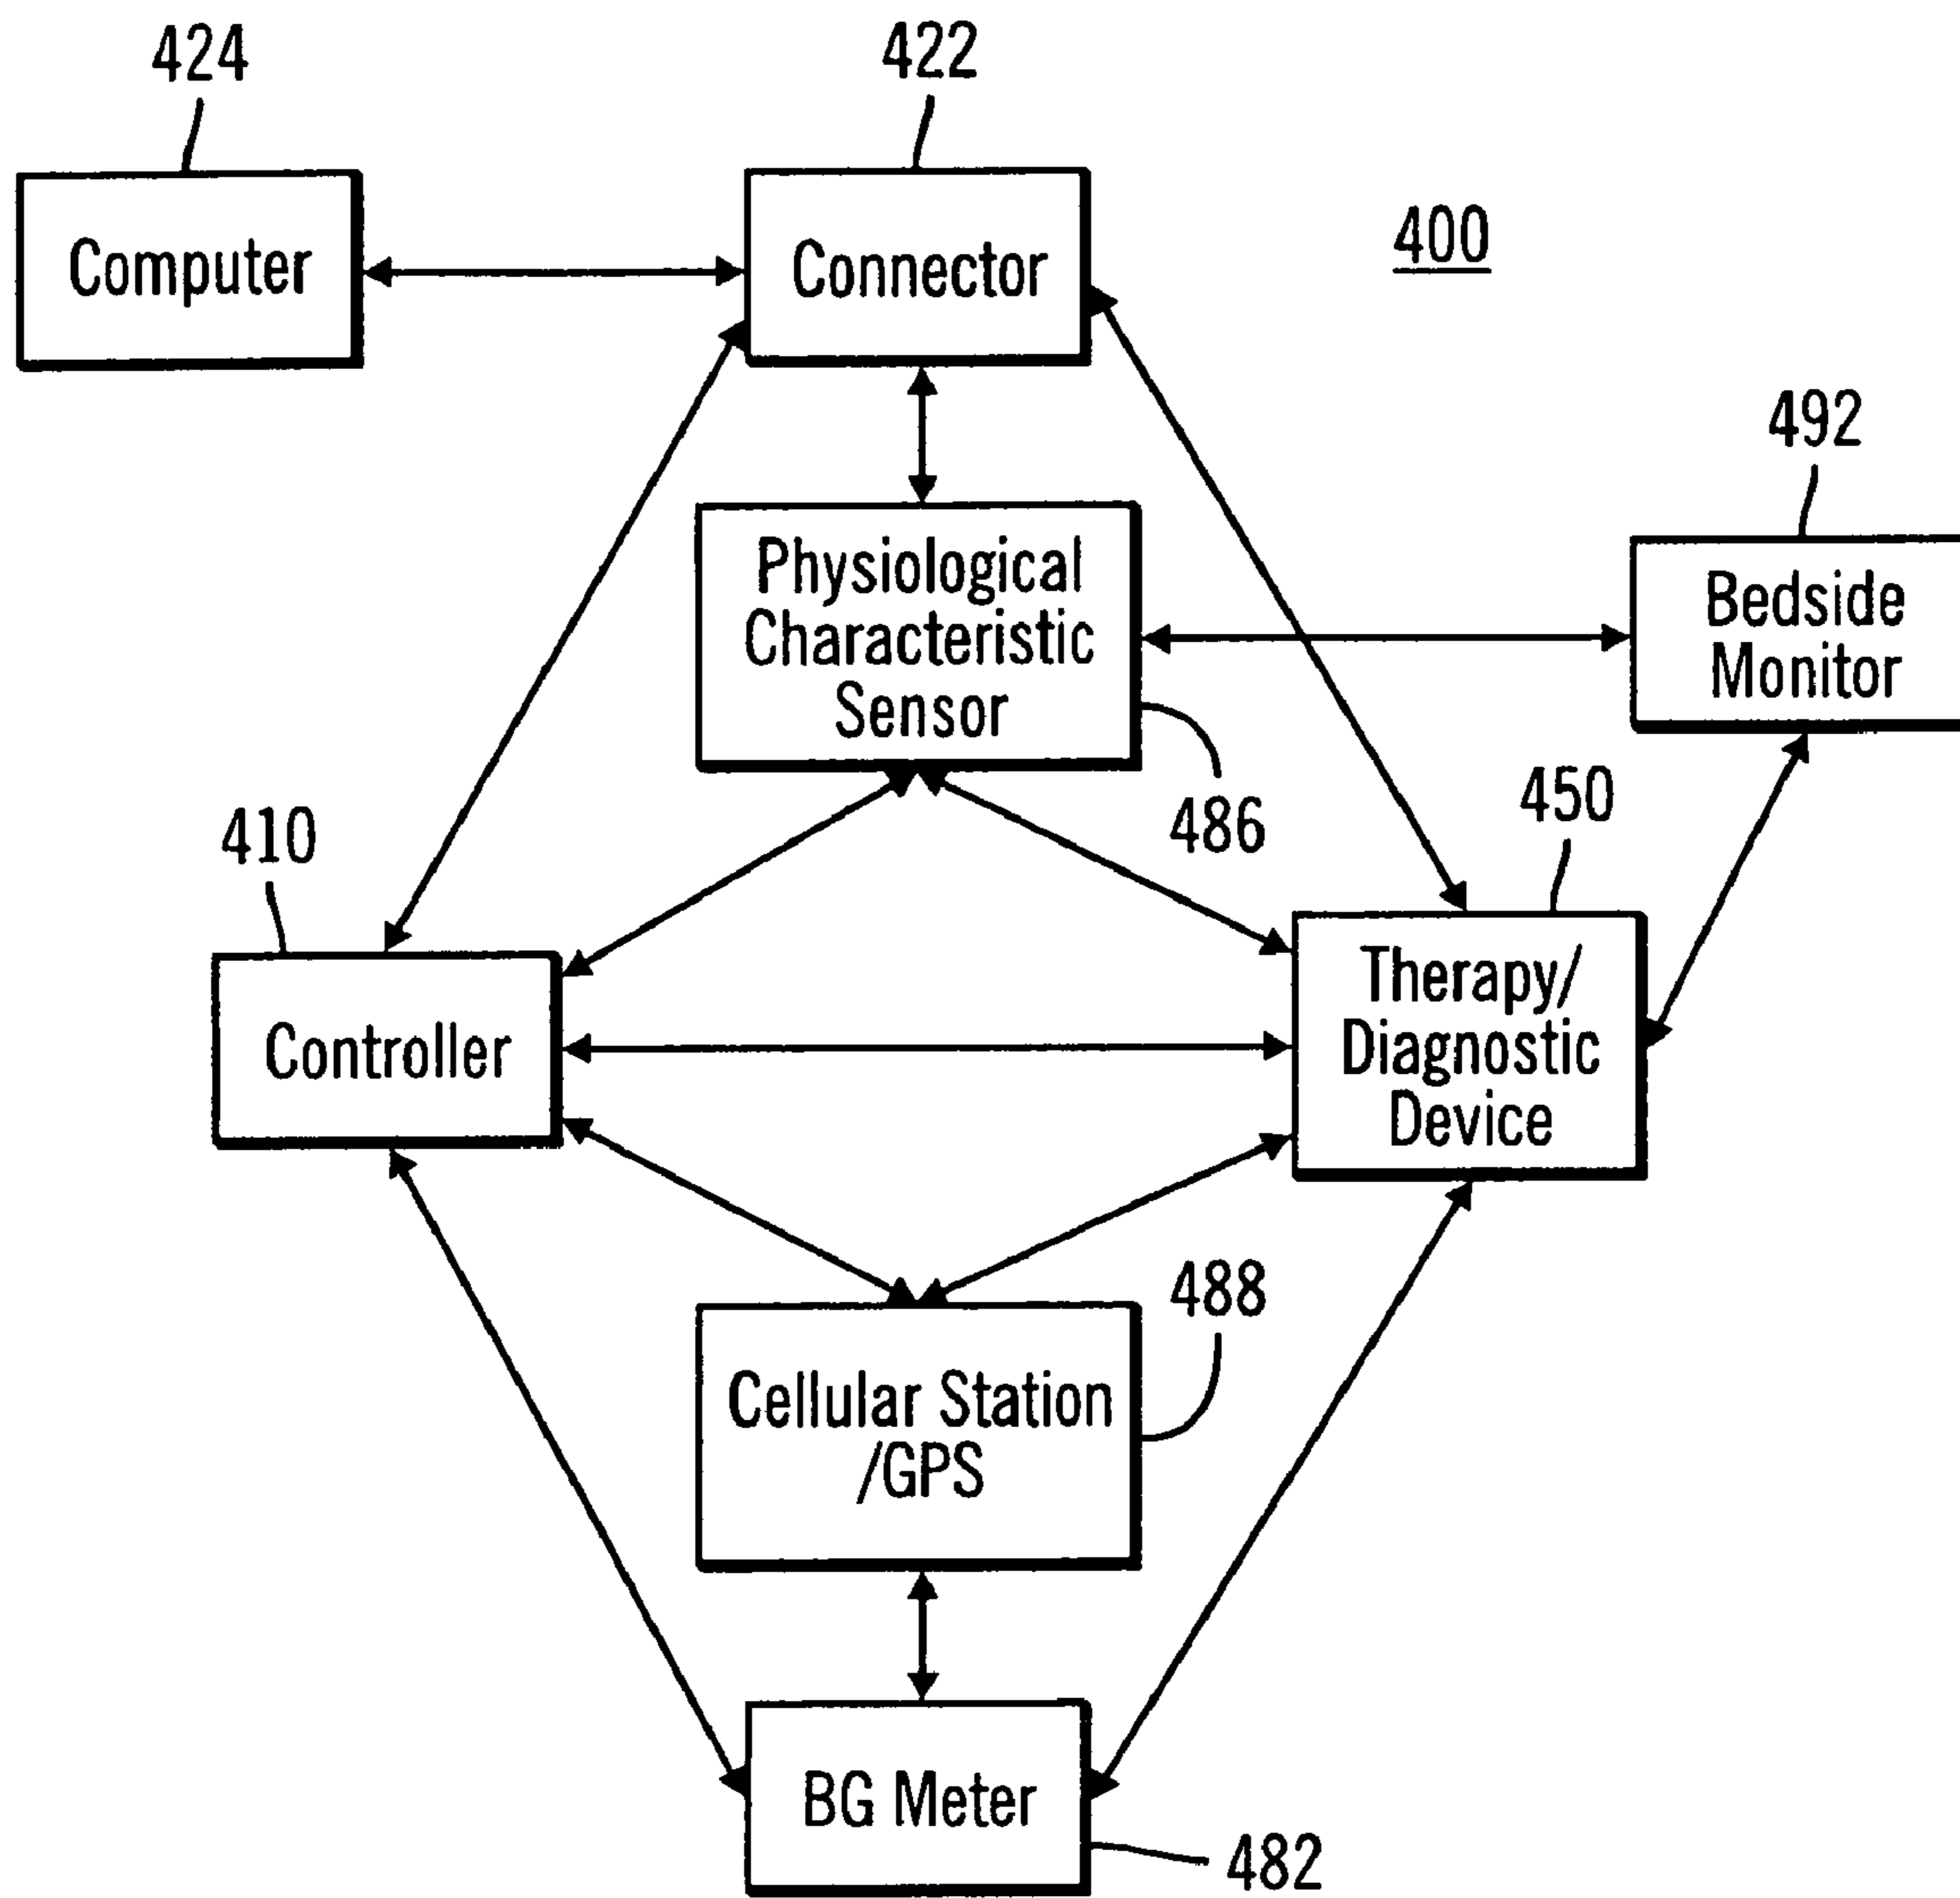 424
422
Computer
Connector
400
492
Physiological
Characteristic
Sensor
Bedside
Monitor
486
450
410
Controller
Therapy/
Diagnostic
Device
488
Cellular Station
/GPS
BG Meter
482